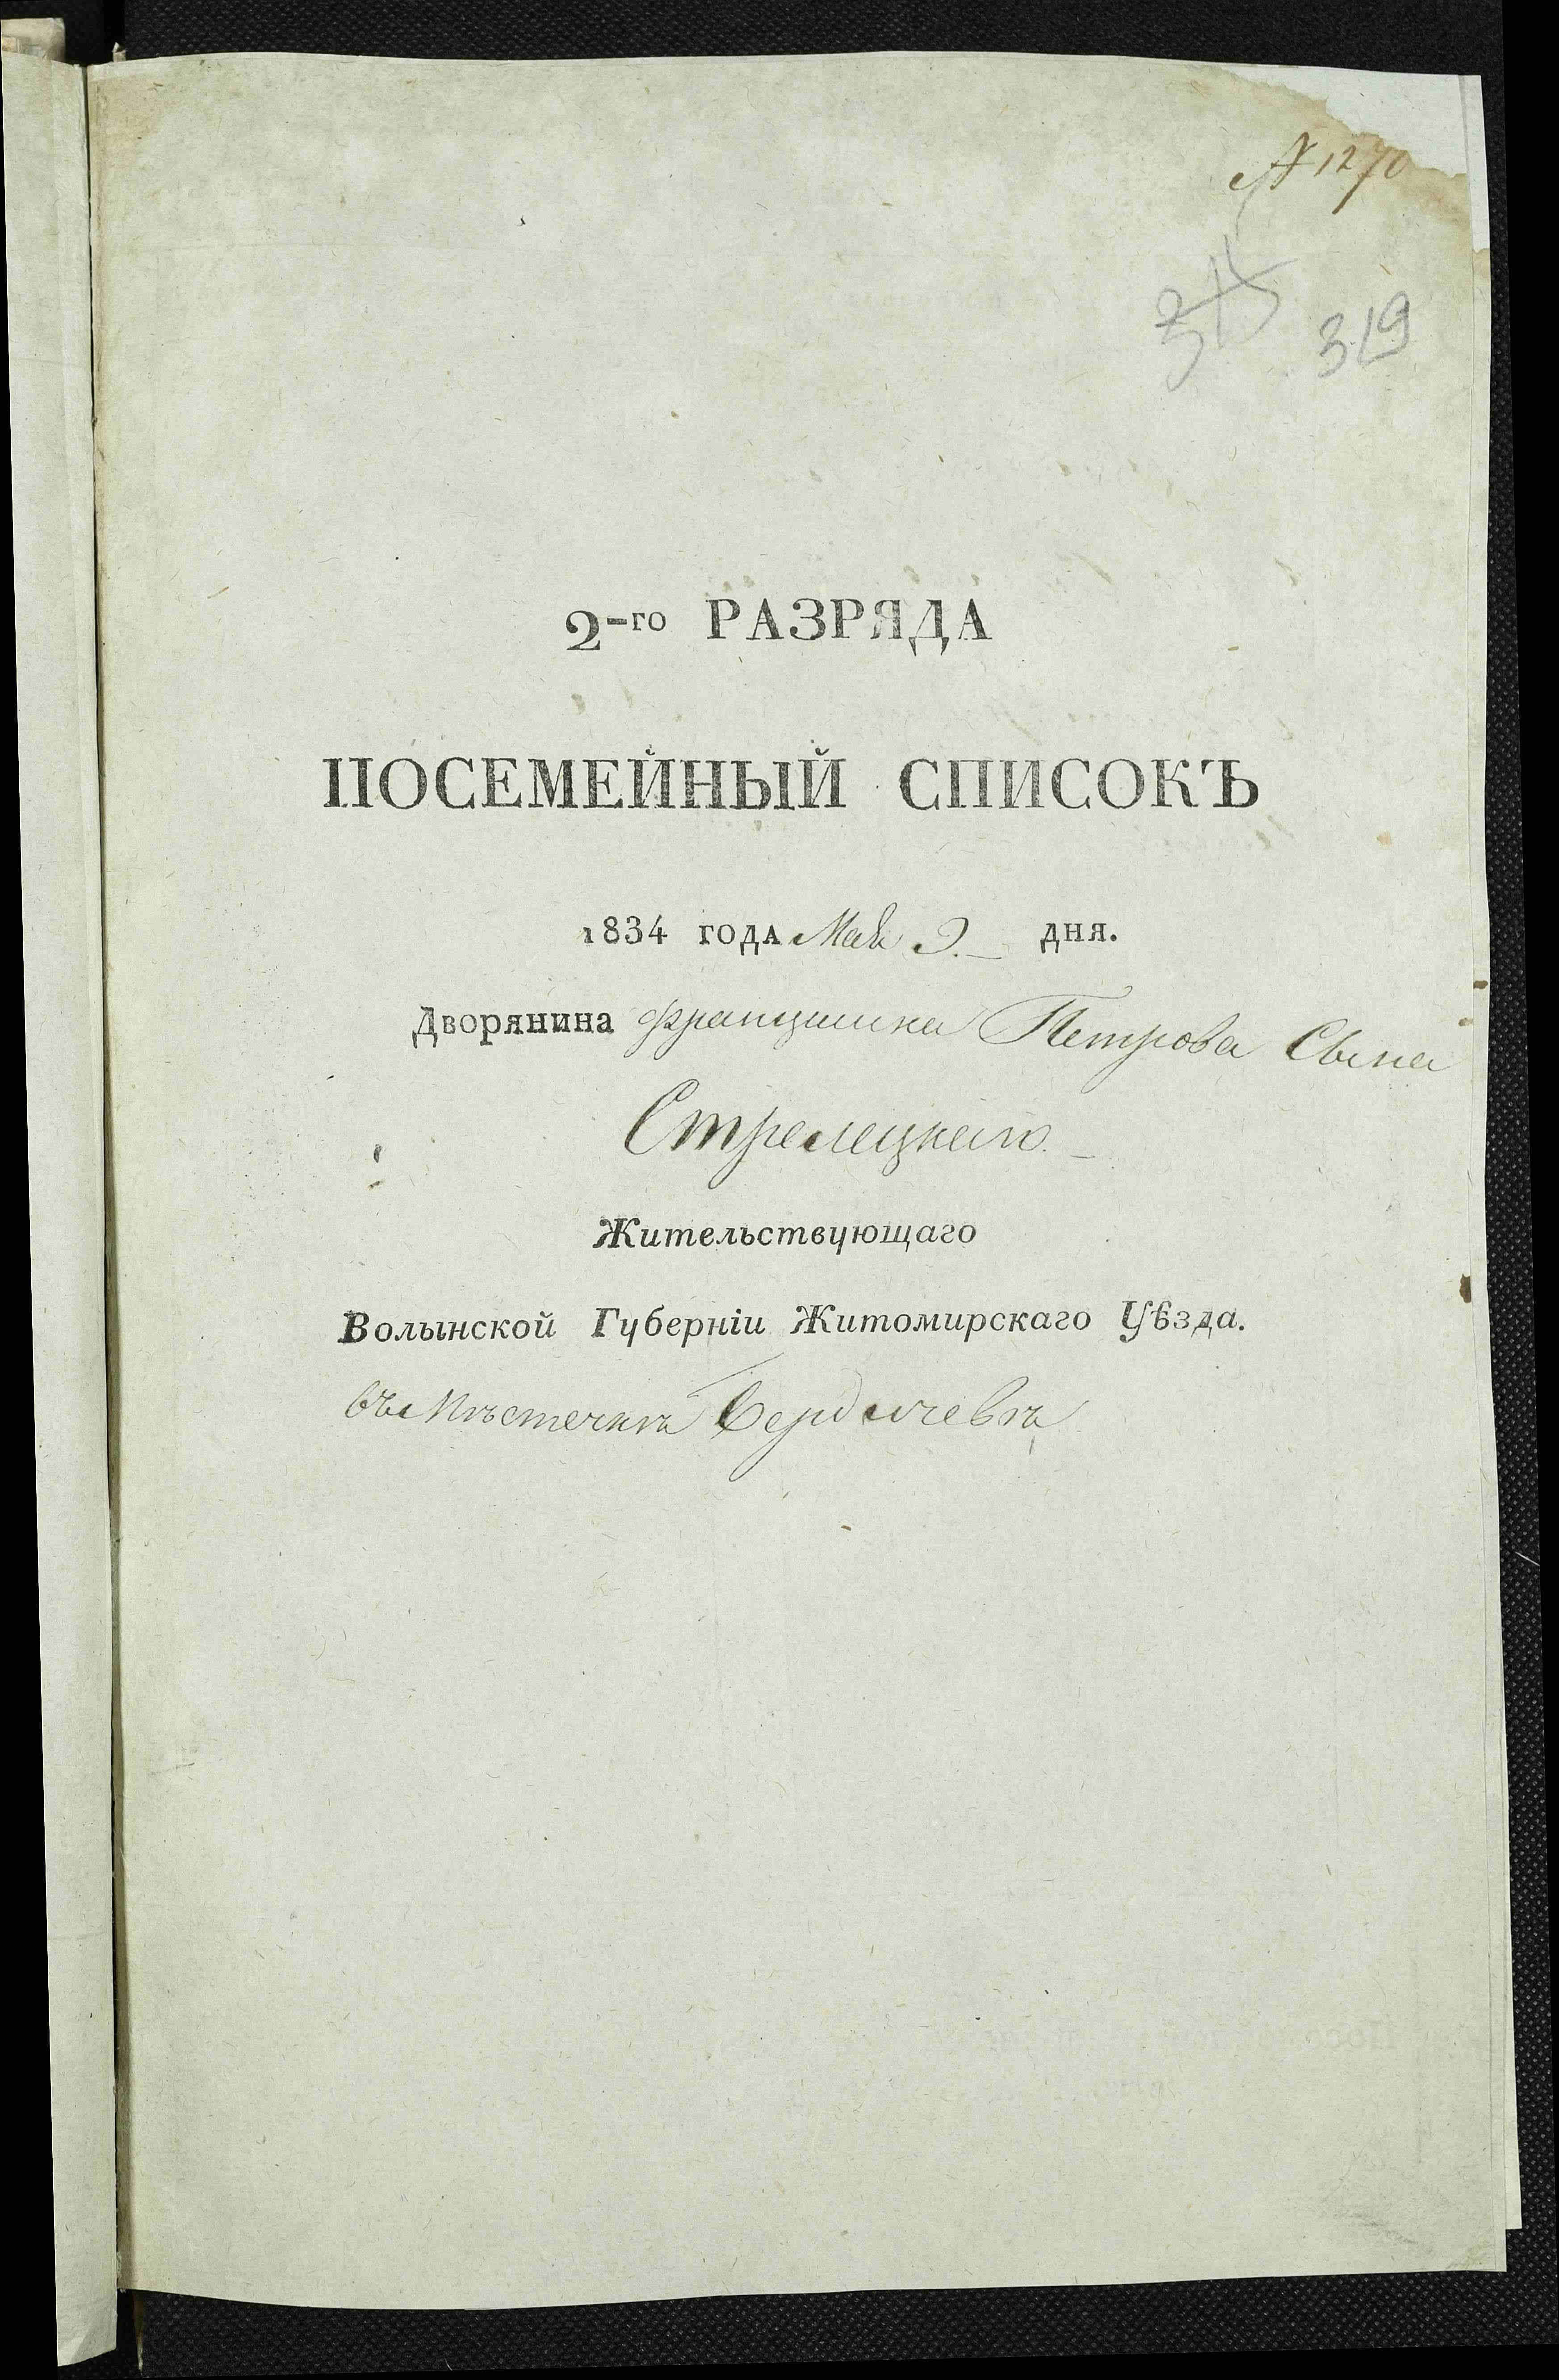 № 1270
315 319
2-го РАЗРЯДА
ПОСЕМЕЙНЫЙ СПИСОКЪ
1834 года Мая 9. дня.
Дворянина Францишка Петрова Сына
Стрелецкаго.
Жительствующаго
Волынской Губерніи Житомирскаго Уѣзда.
въ Мѣстечкѣ Бердичевѣ